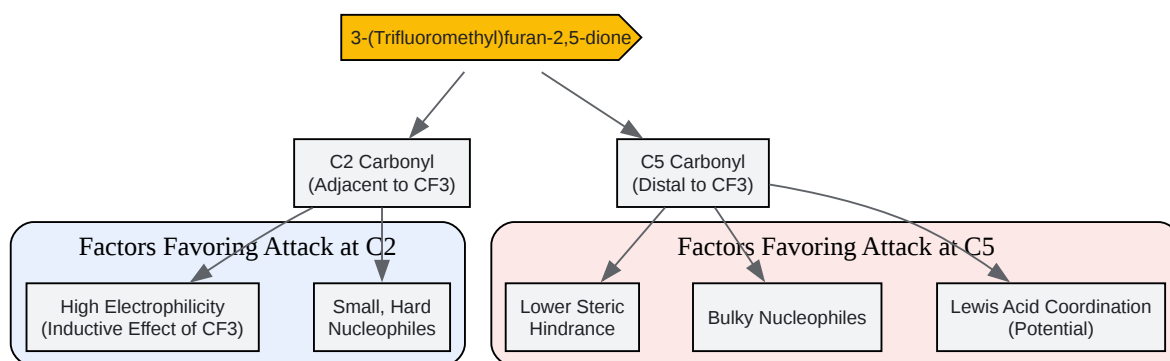 3-(Trifluoromethyl)furan-2,5-dione
C2 Carbonyl
(Adjacent to CF3)
C5 Carbonyl
(Distal to CF3)
Factors Favoring Attack at C2
Factors Favoring Attack at C5
High Electrophilicity
(Inductive Effect of CF3)
Small, Hard
Nucleophiles
Lower Steric
Hindrance
Bulky Nucleophiles
Lewis Acid Coordination
(Potential)